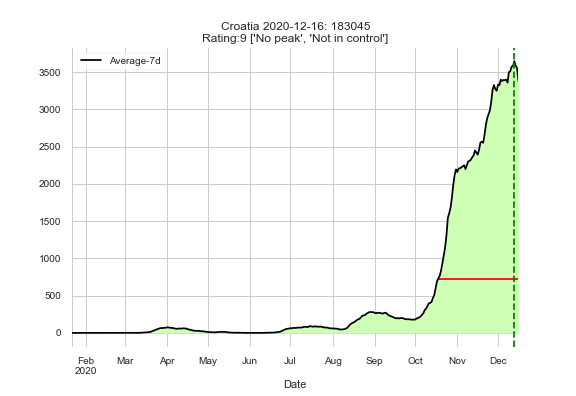 Croatia 2020-12-16: 183045
Rating:9 ['No peak', 'Not in control']
Average-7d
3500
3000
2500
2000
1500
1000
500
0
Feb Mar Apr May Jun Jul Aug Sep Oct Nov Dec
2020
Date